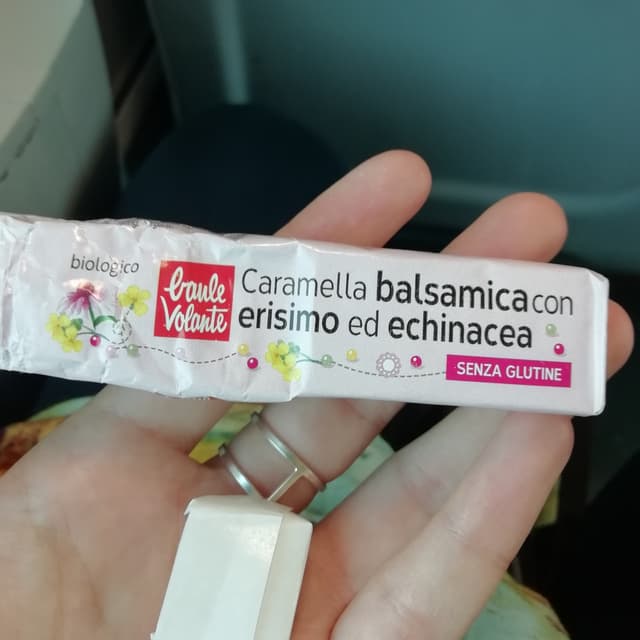 biologico
baule
Volante
Caramella balsamica con
erisimo ed echinacea
SENZA GLUTINE